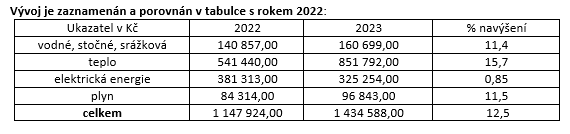 Vývoj je zaznamenán a porovnán v tabulce s rokem 2022:
Ukazatel v Kč 2022 2023 % navýšení
vodné, stočné, srážková 140 857,00 160 699,00 11,4
teplo 541 440,00 851 792,00 15,7
elektrická energie 381 313,00 325 254,00 0,85
plyn 84 314,00 96 843,00 11,5
celkem 1 147 924,00 1 434 588,00 12,5